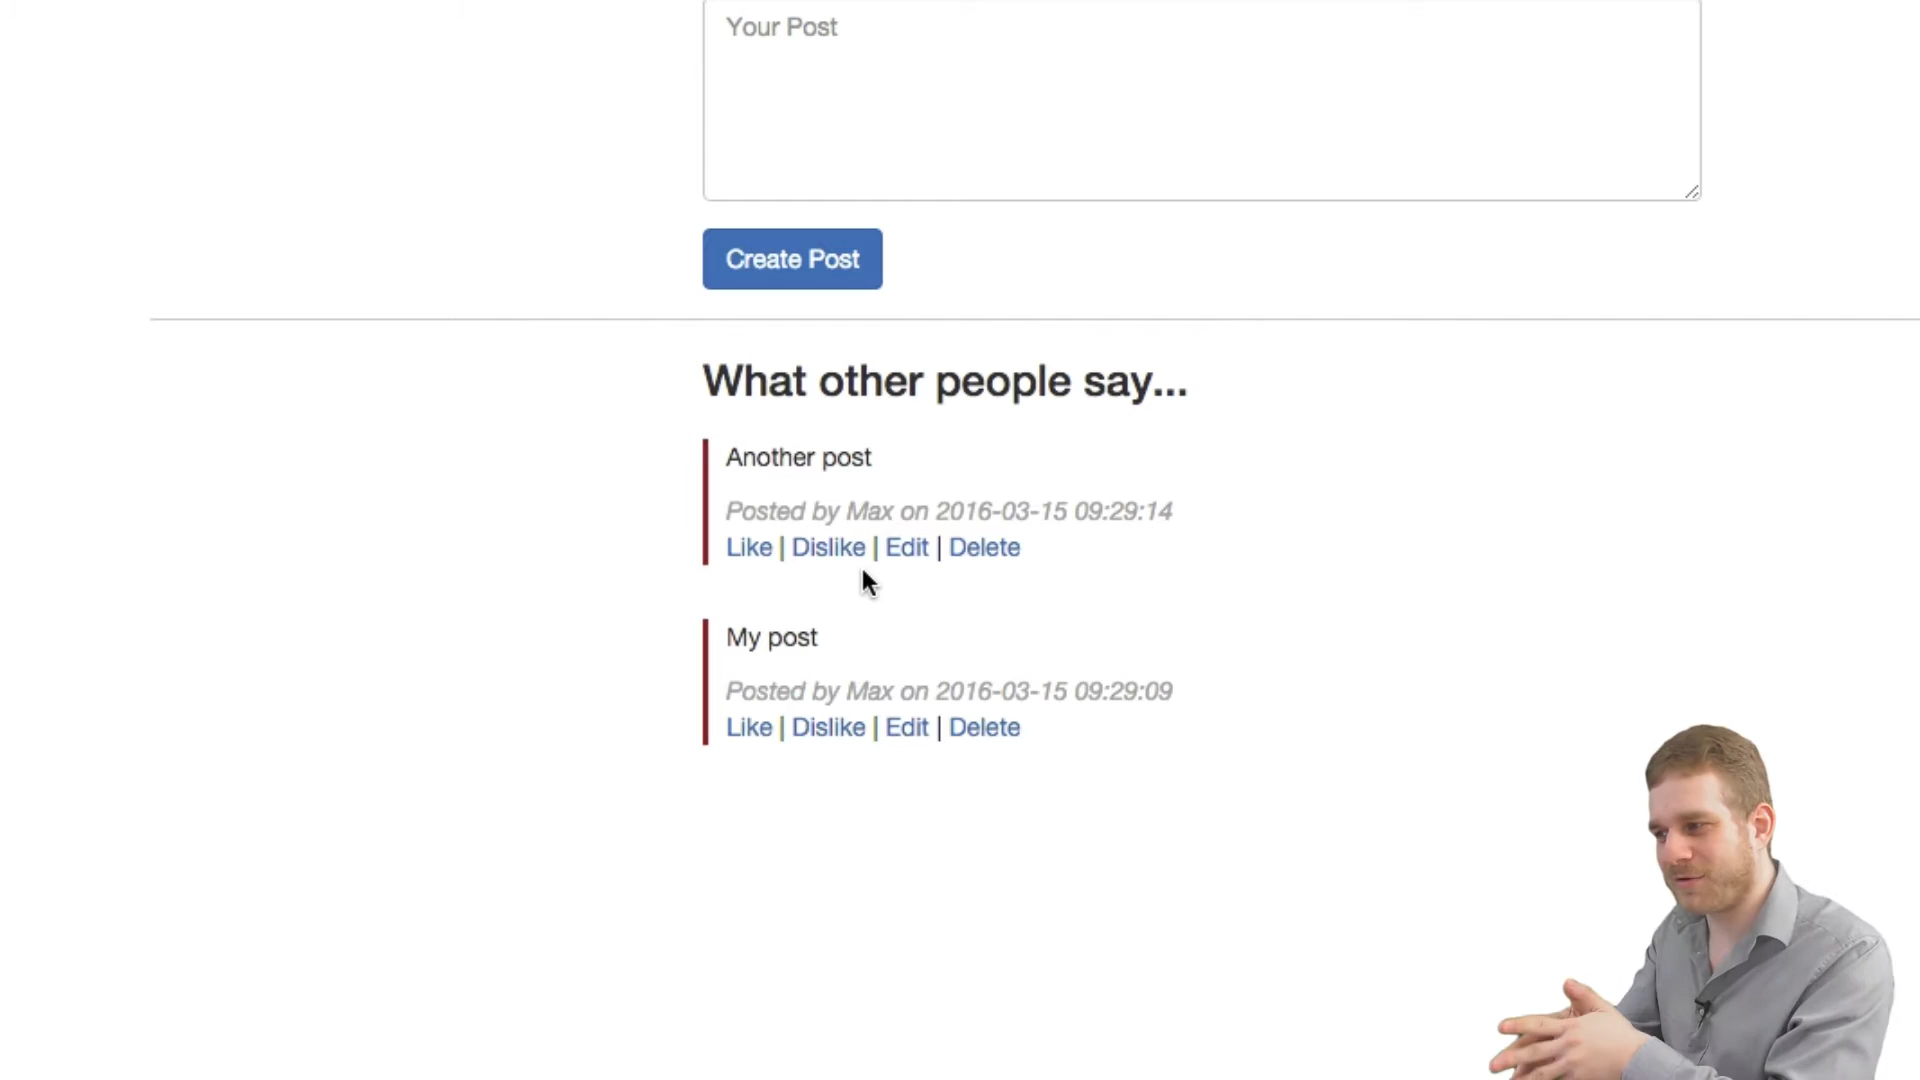 Your Post
Create Post
What other people say...
Another post
Posted by Max on 2016-03-15 09:29:14
Like | Dislike | Edit | Delete
My post
Posted by Max on 2016-03-15 09:29:09
Like | Dislike | Edit | Delete